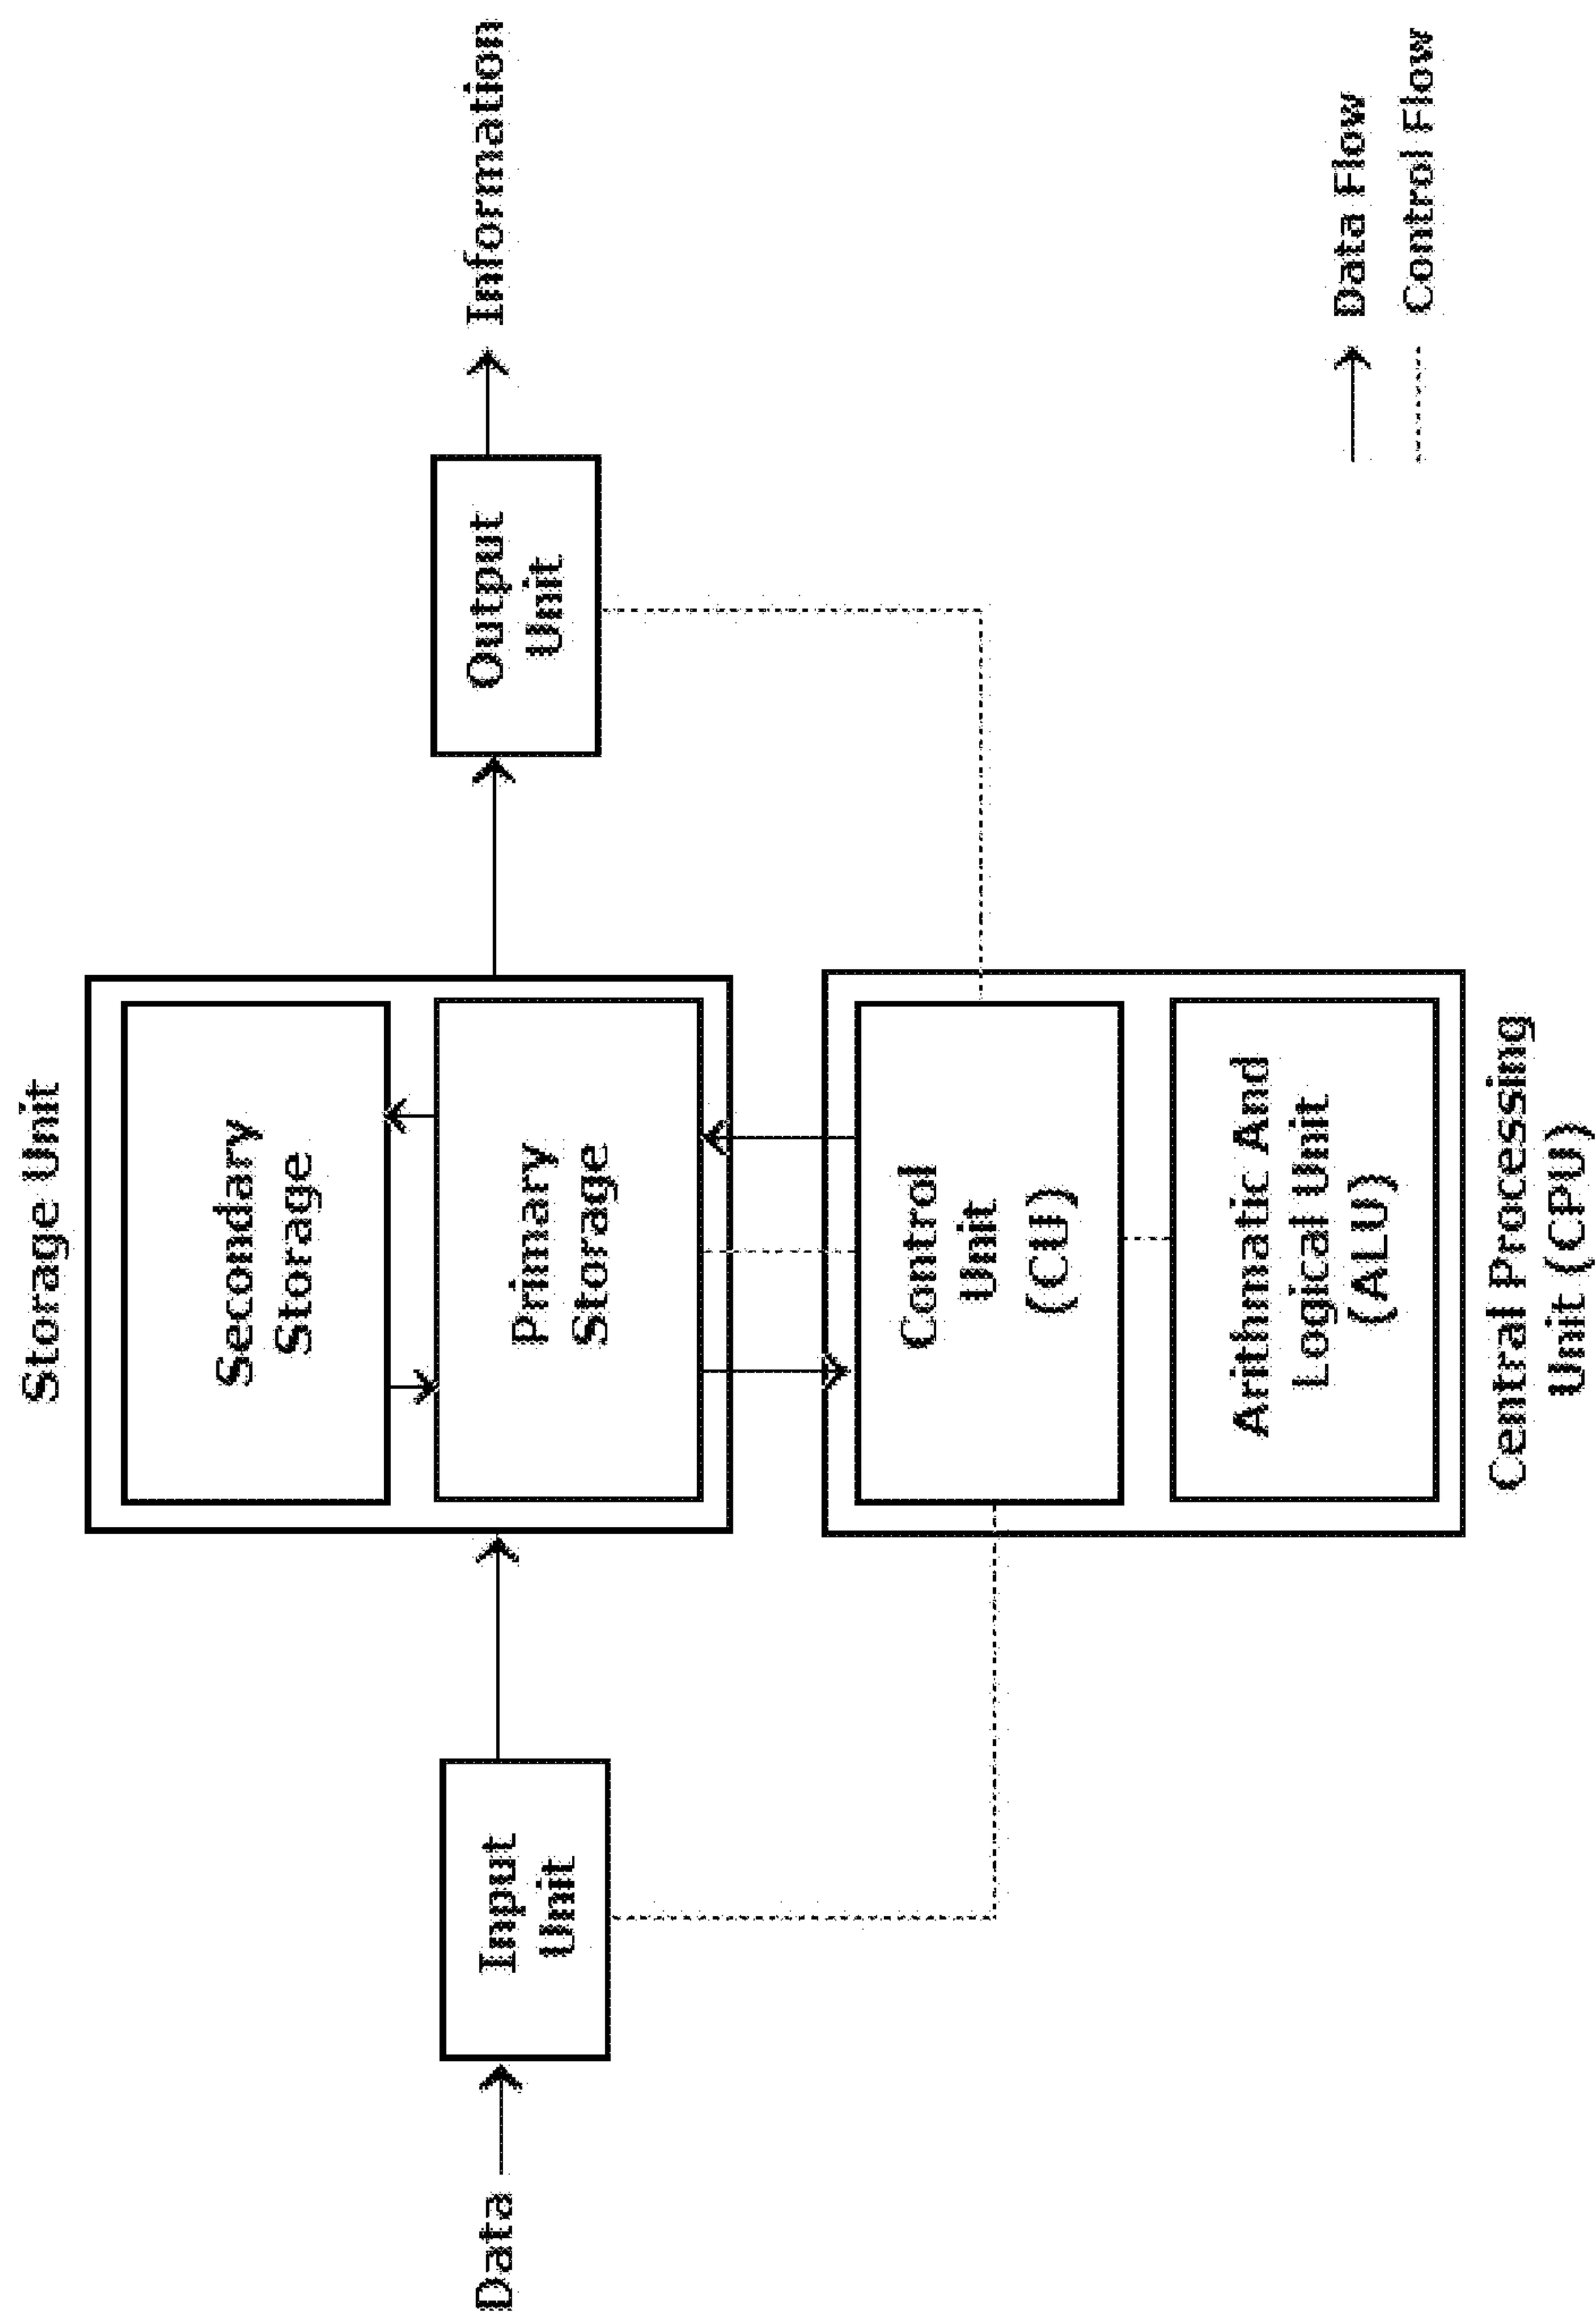 Storage Unit
Secondary
Storage
Primary
Storage
Data
Input
Unit
Output
Unit
Information
Control
Unit
(CU)
Arithmatic And
Logical Unit
(ALU)
Central Processing
Unit (CPU)
Data Flow
Control Flow